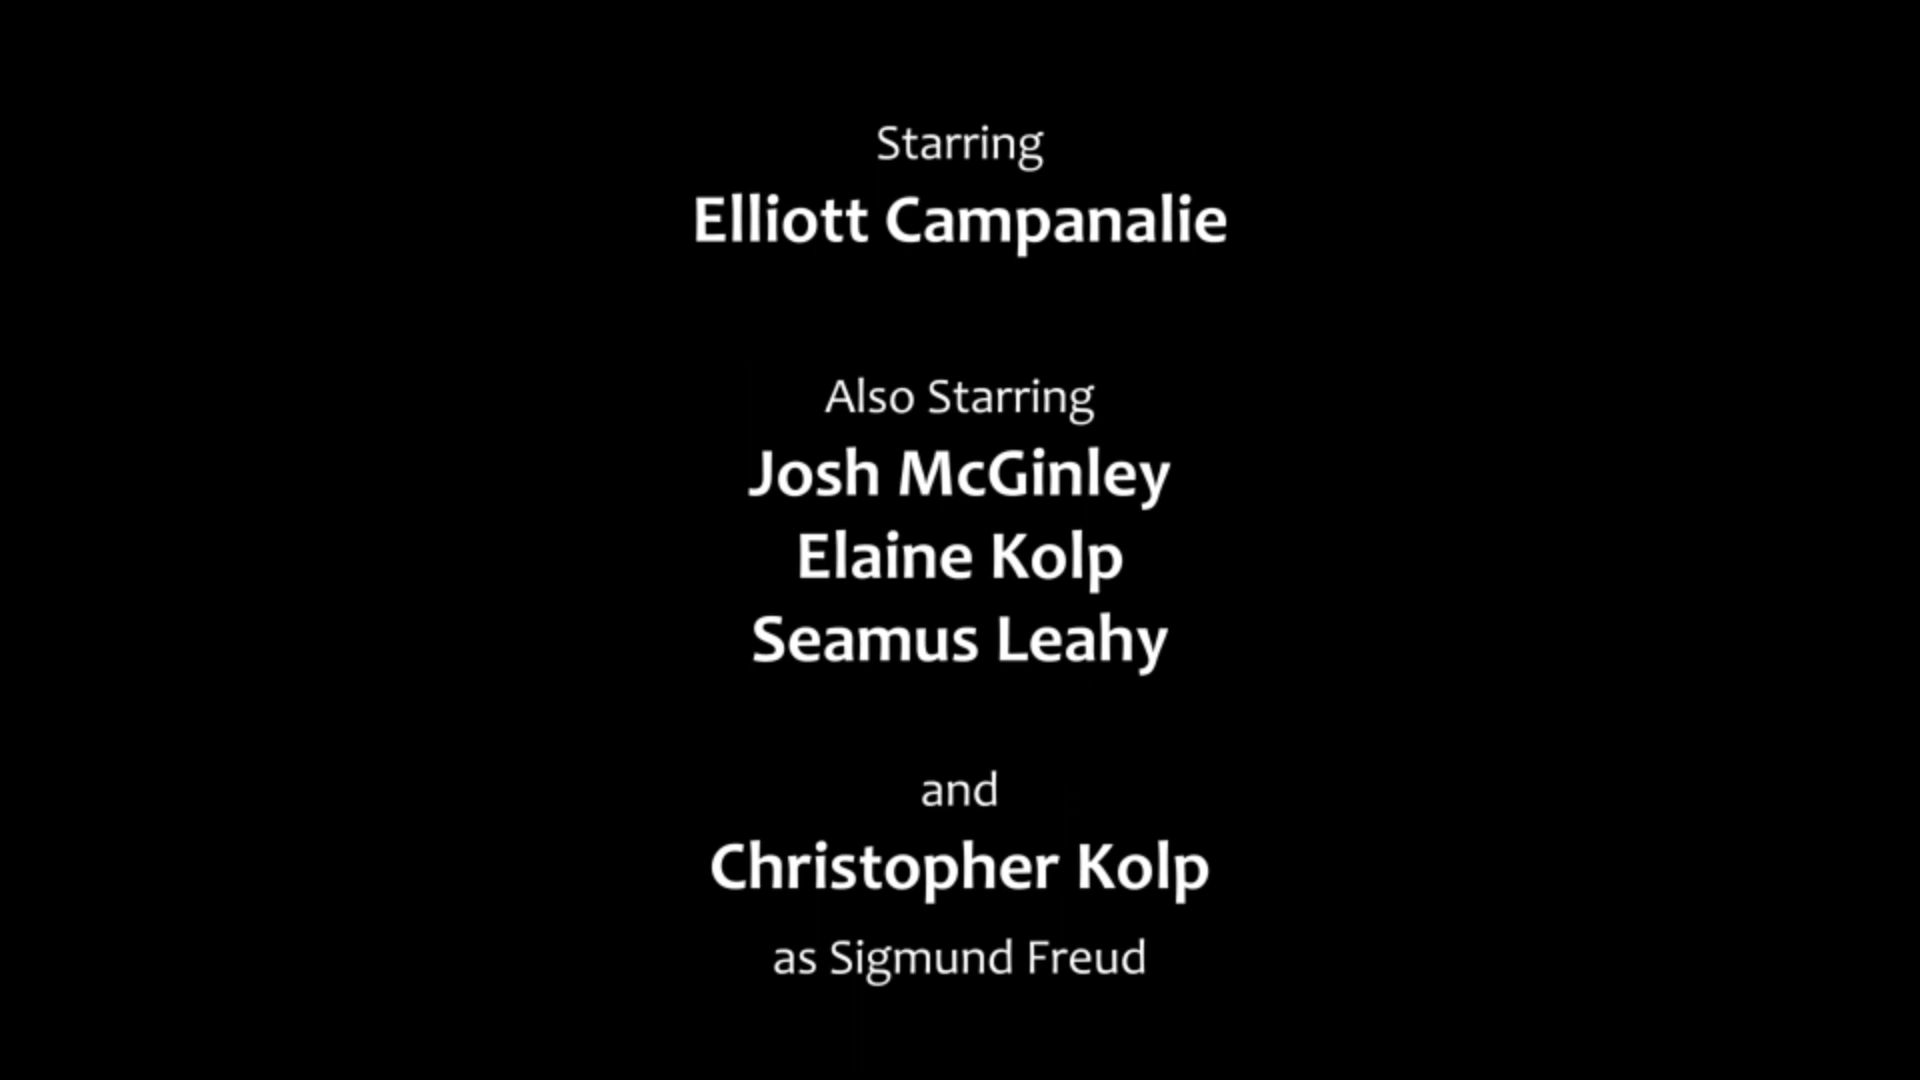 Starring
Elliott Campanalie
Also Starring
Josh McGinley
Elaine Kolp
Seamus Leahy
and
Christopher Kolp
as Sigmund Freud